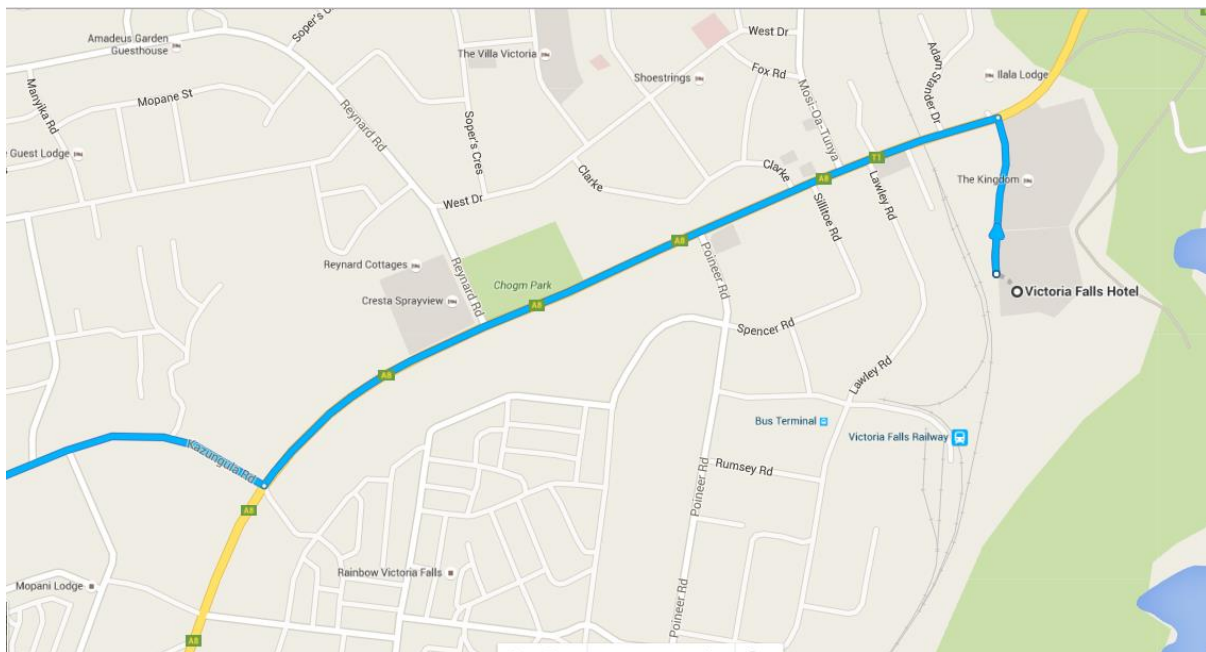 Amadeus Garden
Guesthouse
Soper's C
The Villa Victoria
West Dr
Fox Rd
Shoestrings
Adam Stander Dr
Ilala Lodge
Manyika Rd
Mopane St
Reynard Rd
Soper's Cres
Mosi-Oa-Tunya
Guest Lodge
Clarke
Clarke
T1
A8
Lawley Rd
The Kingdom
West Dr
Sillitoe Rd
A8
Poineer Rd
Reynard Cottages
Reynard Rd
Chogm Park
Cresta Sprayview
A8
Victoria Falls Hotel
Spencer Rd
A8
Lawley Rd
Bus Terminal
Victoria Falls Railway
Kazungula Rd
Poineer Rd
Rumsey Rd
A8
Rainbow Victoria Falls
Mopani Lodge
Poineer Rd
A8